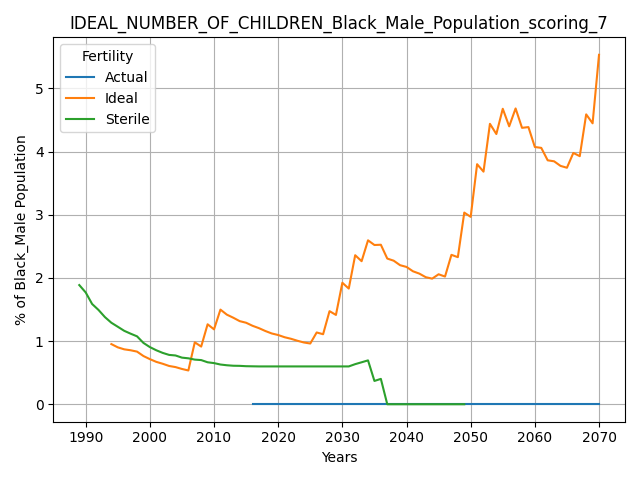 IDEAL_NUMBER_OF_CHILDREN_Black_Male_Population_scoring_7
Fertility
Actual
Ideal
Sterile
% of Black_Male Population
5
4
3
2
1
0
1990 2000 2010 2020 2030 2040 2050 2060 2070
Years